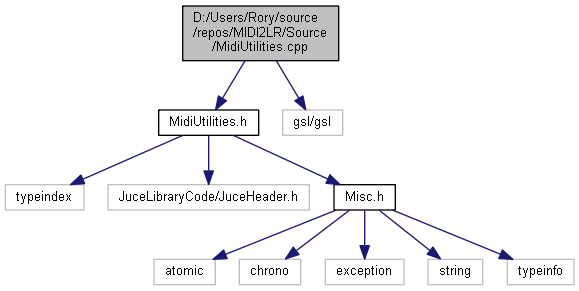 D:/Users/Rory/source
/repos/MIDI2LR/Source
/MidiUtilities.cpp
MidiUtilities.h
gsl/gsl
typeindex
JuceLibraryCode/JuceHeader.h
Misc.h
atomic
chrono
exception
string
typeinfo